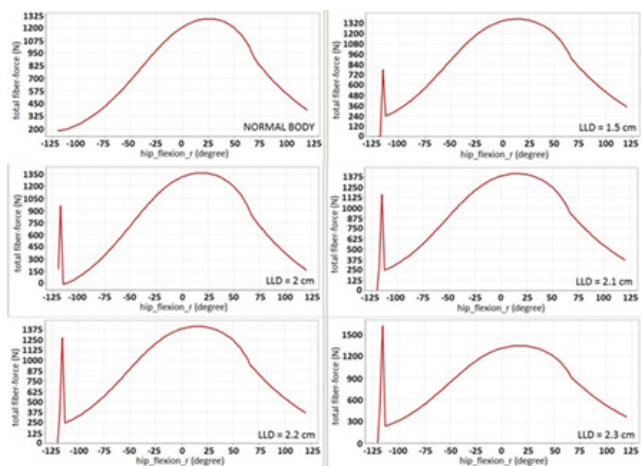 total fiber-force (N)
1325
1200
1075
950
825
700
575
450
325
200
NORMAL BODY
-125 -100 -75 -50 -25 0 25 50 75 100 125
hip_flexion_r (degree)
total fiber-force (N)
1320
1200
1080
960
840
720
600
480
360
240
120
0
LLD = 1.5 cm
-125 -100 -75 -50 -25 0 25 50 75 100 125
hip_flexion_r (degree)
total fiber-force (N)
1350
1200
1050
900
750
600
450
300
150
0
LLD = 2 cm
-125 -100 -75 -50 -25 0 25 50 75 100 125
hip_flexion_r (degree)
total fiber-force (N)
1375
1250
1125
1000
875
750
625
500
375
250
125
0
LLD = 2.1 cm
-125 -100 -75 -50 -25 0 25 50 75 100 125
hip_flexion_r (degree)
total fiber-force (N)
1375
1250
1125
1000
875
750
625
500
375
250
125
0
LLD = 2.2 cm
-125 -100 -75 -50 -25 0 25 50 75 100 125
hip_flexion_r (degree)
total fiber-force (N)
1500
1200
900
600
300
0
LLD = 2.3 cm
-125 -100 -75 -50 -25 0 25 50 75 100 125
hip_flexion_r (degree)